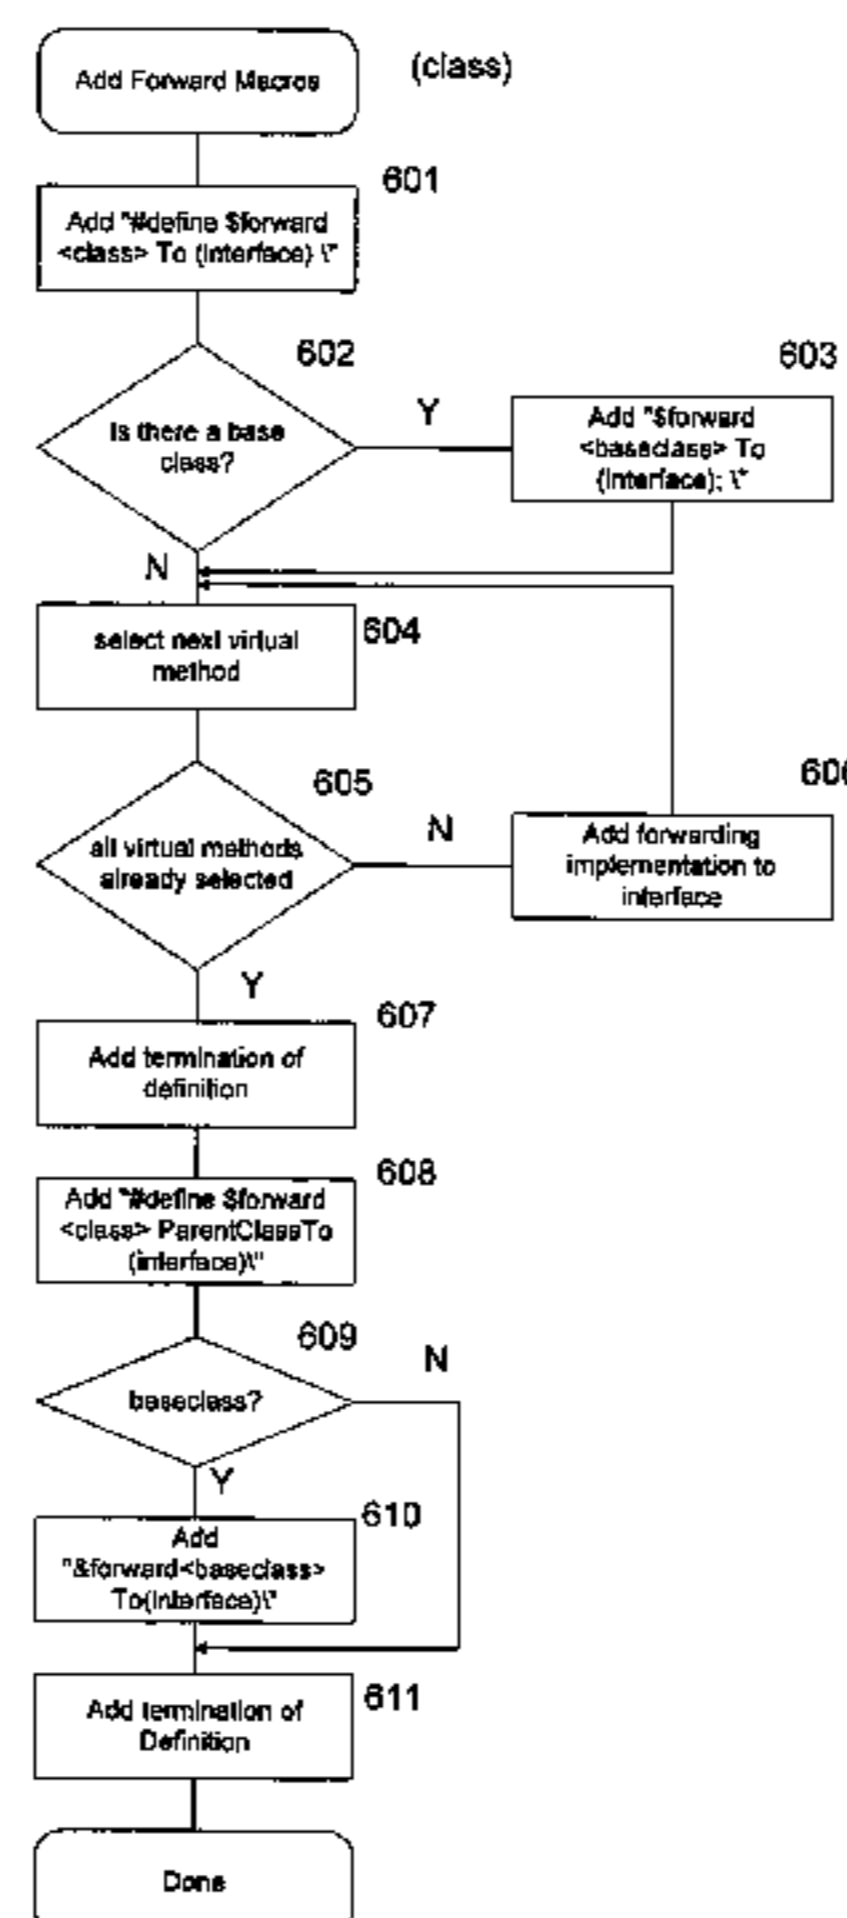 Add Forward Macros
(class)
601
Add "#define $forward
<class> To (interface) \"
602
603
Is there a base
class?
Y
Add "$forward
<baseclass> To
(interface); \"
N
select next virtual
method
604
605
606
all virtual methods
already selected
N
Add forwarding
implementation to
interface
Y
607
Add termination of
definition
608
Add "#define $forward
<class> ParentClassTo
(interface)\"
609
N
baseclass?
Y
610
Add
"&forward<baseclass>
To(interface)\"
611
Add termination of
Definition
Done